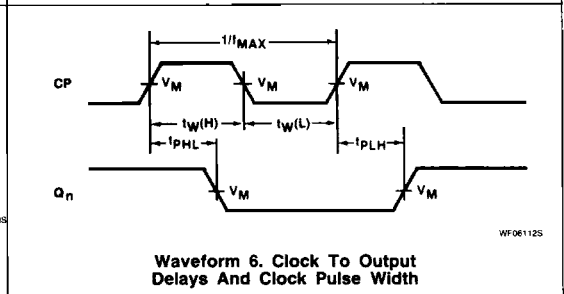 1/fMAX
CP
VM
VM
VM
tW(H)
tW(L)
tPHL
tPLH
Qn
VM
VM
ns
WF06112S
Waveform 6. Clock To Output
Delays And Clock Pulse Width